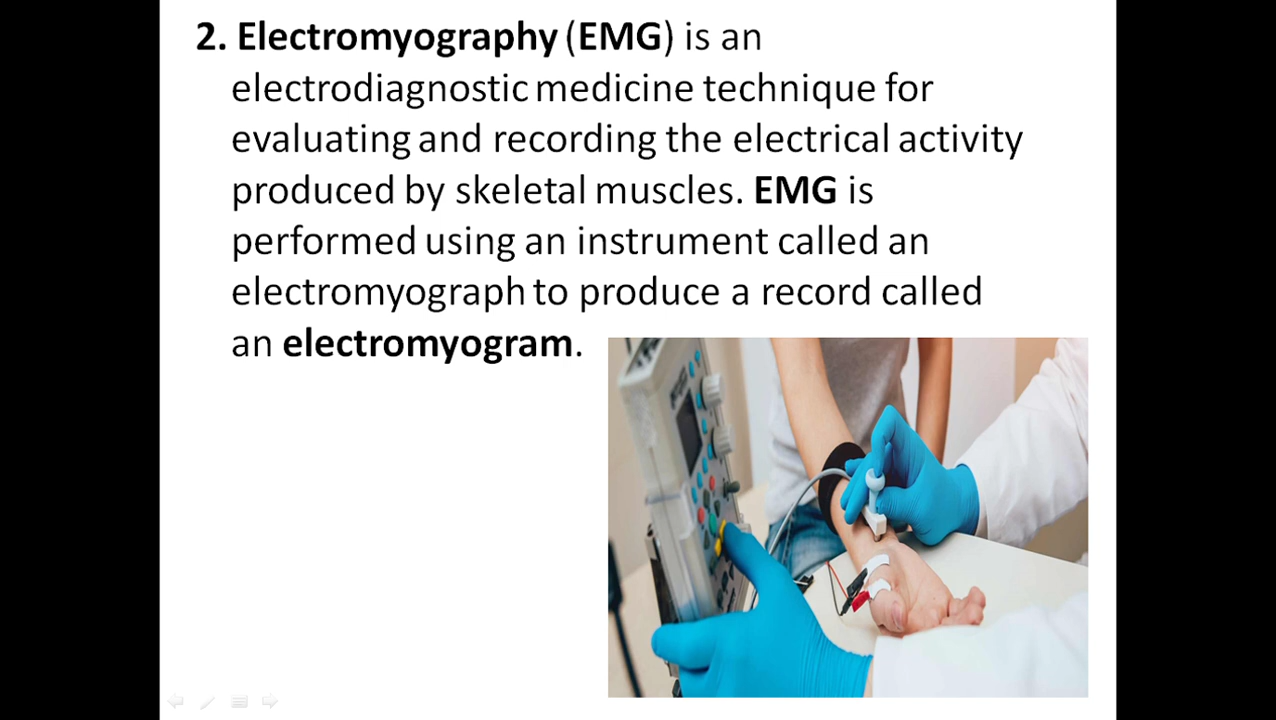 2. Electromyography (EMG) is an
electrodiagnostic medicine technique for
evaluating and recording the electrical activity
produced by skeletal muscles. EMG is
performed using an instrument called an
electromyograph to produce a record called
an electromyogram.